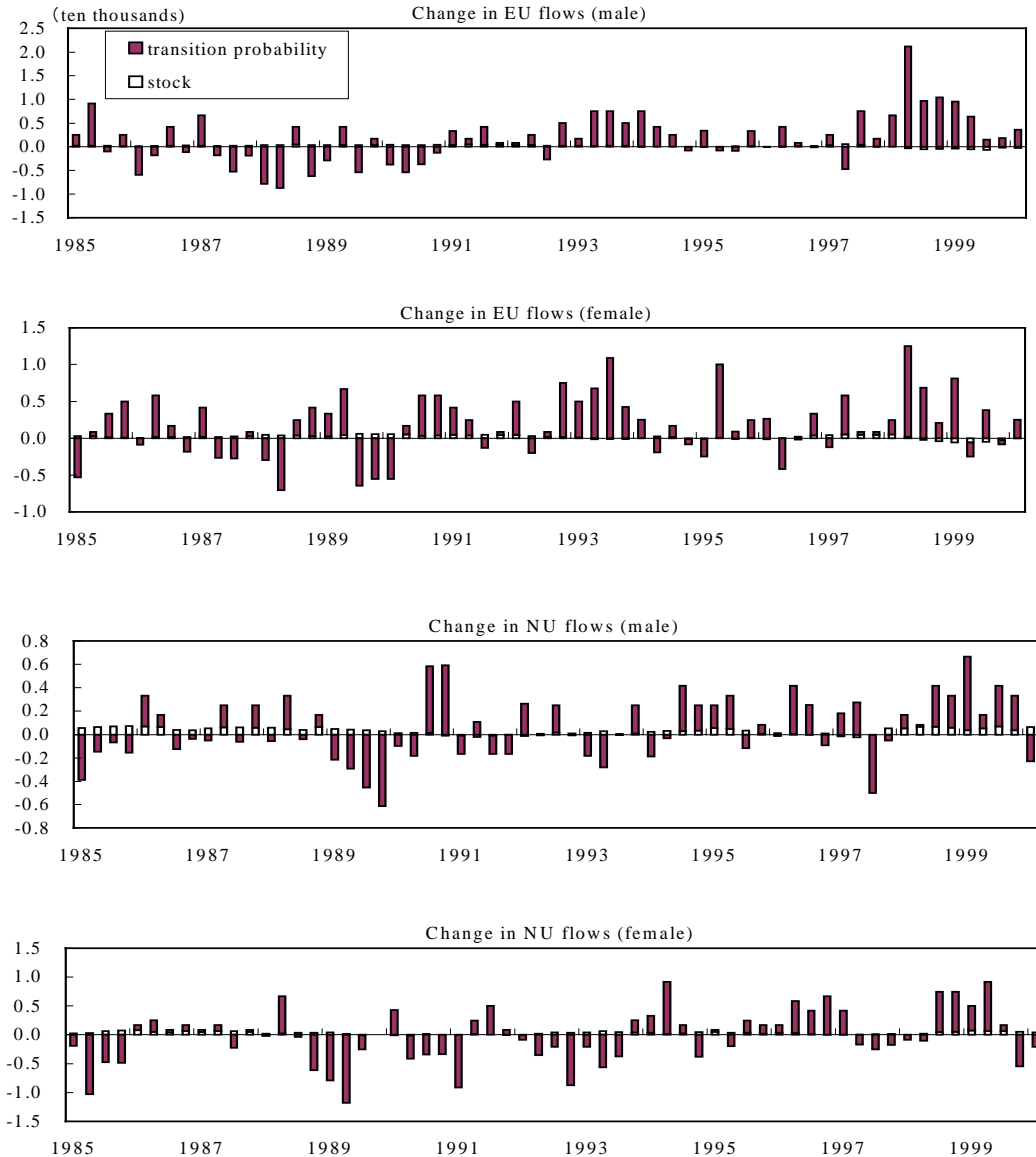 (ten thousands)
Change in EU flows (male)
2.5
2.0
1.5
1.0
0.5
0.0
-0.5
-1.0
-1.5
transition probability
stock
1985 1987 1989 1991 1993 1995 1997 1999
Change in EU flows (female)
1.5
1.0
0.5
0.0
-0.5
-1.0
1985 1987 1989 1991 1993 1995 1997 1999
Change in NU flows (male)
0.8
0.6
0.4
0.2
0.0
-0.2
-0.4
-0.6
-0.8
1985 1987 1989 1991 1993 1995 1997 1999
Change in NU flows (female)
1.5
1.0
0.5
0.0
-0.5
-1.0
-1.5
1985 1987 1989 1991 1993 1995 1997 1999